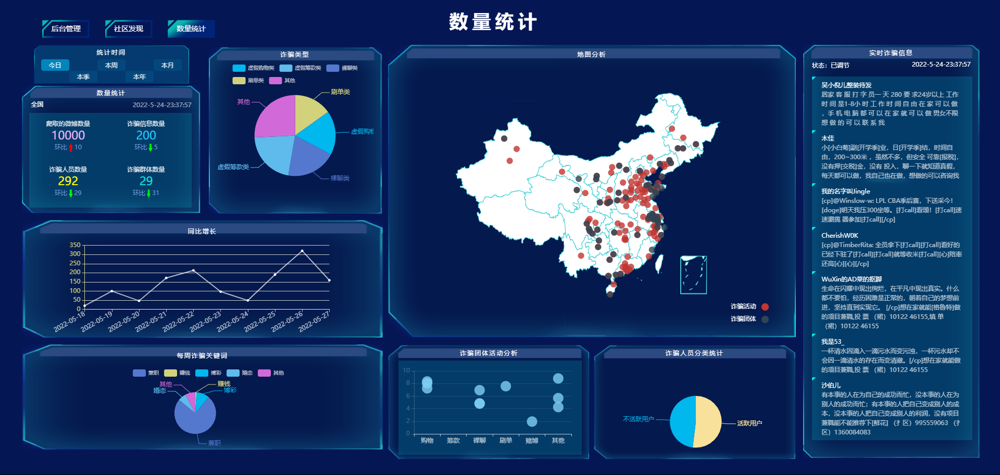 数量统计
后台管理
社区发现
数量统计
统计时间
今日
本周
本月
本季
本年
数量统计
全国
2022-5-24-23:37:57
爬取的微博数量
诈骗信息数量
10000
200
环比 10
环比 5
诈骗人员数量
诈骗群体数量
292
29
环比 29
环比 31
诈骗类型
虚假购物类
虚假筹款类
裸聊类
刷单类
其他
刷单类
其他
虚假购物
虚假筹款类
裸聊类
同比增长
350
300
250
200
150
100
50
0
2022-05-18
2022-05-19
2022-05-20
2022-05-21
2022-05-22
2022-05-23
2022-05-24
2022-05-25
2022-05-26
2022-05-27
每周诈骗关键词
兼职
赚钱
博彩
婚恋
其他
其他
赚钱
婚恋
博彩
兼职
地图分析
诈骗活动
诈骗团体
诈骗团体活动分析
10
8
6
4
2
0
购物
筹款
裸聊
刷单
赌博
其他
诈骗人员分类统计
不活跃用户
活跃用户
实时诈骗信息
状态：已调节
2022-5-24-23:37:57
吴小倪儿整装待发
居家 客 服 打 字 员一 天 280 要 求24岁以上 工作
时 间 是1-8小 时 工 作 时 间 自 由 在 家 可 以 做
，手 机 电 脑 都 可 以 在 家 就 可 以 做 男女不限
想 做 的 可 以 联 系 我
木佳
小[小白菊]副[开学季]业，日[开学季]结，时间自
由，200~300米 ，虽然不多，但安全 可靠[报税]，
没有押[交税]金，没有 投入，聊一下就知道真假，
每天都可以做，我自己也在做，想做的可以咨询我
我的名字叫Jingle
[cp]@Winslow-w: LPL CBA季后赛，下送采今！
[doge]明天我压300坐等。[打call]看頭！[打call]速
速瀏揽 器参加[打call][/cp]
CherishW0K
[cp]@TimberRita: 全员拿下[打call][打call]看好的
已经下驻了[打call][打call]就等收米[打call][心]陪率
还高[心][心][/cp]
WuXin的AD菜的抠脚
生命在闪耀中现出绚烂，在平凡中现出真实。什么
都不要怕，经历困难是正常的，朝着自己的梦想前
进，坚持直到实现它。 [/cp]想在家就能[格鲁特]做
的項目兼職,投 票 （裙）10122 46155,填 单
（裙）10122 46155
我是53_
一杯清水因滴入一滴污水而变污浊，一杯污水却不
会因一滴清水的存在而变清澈。[/cp]想在家就能做
的項目兼職,投 票 （裙）10122 46155
沙伯儿
有本事的人在为自己的成功而忙，没本事的人在为
别人的成功而忙；有本事的人把自己变成别人的成
本，没本事的人把自己变成别人的利润，没有项目
兼職能不能推荐下[鲜花] （扌区）995559063 （扌
区）1360084083